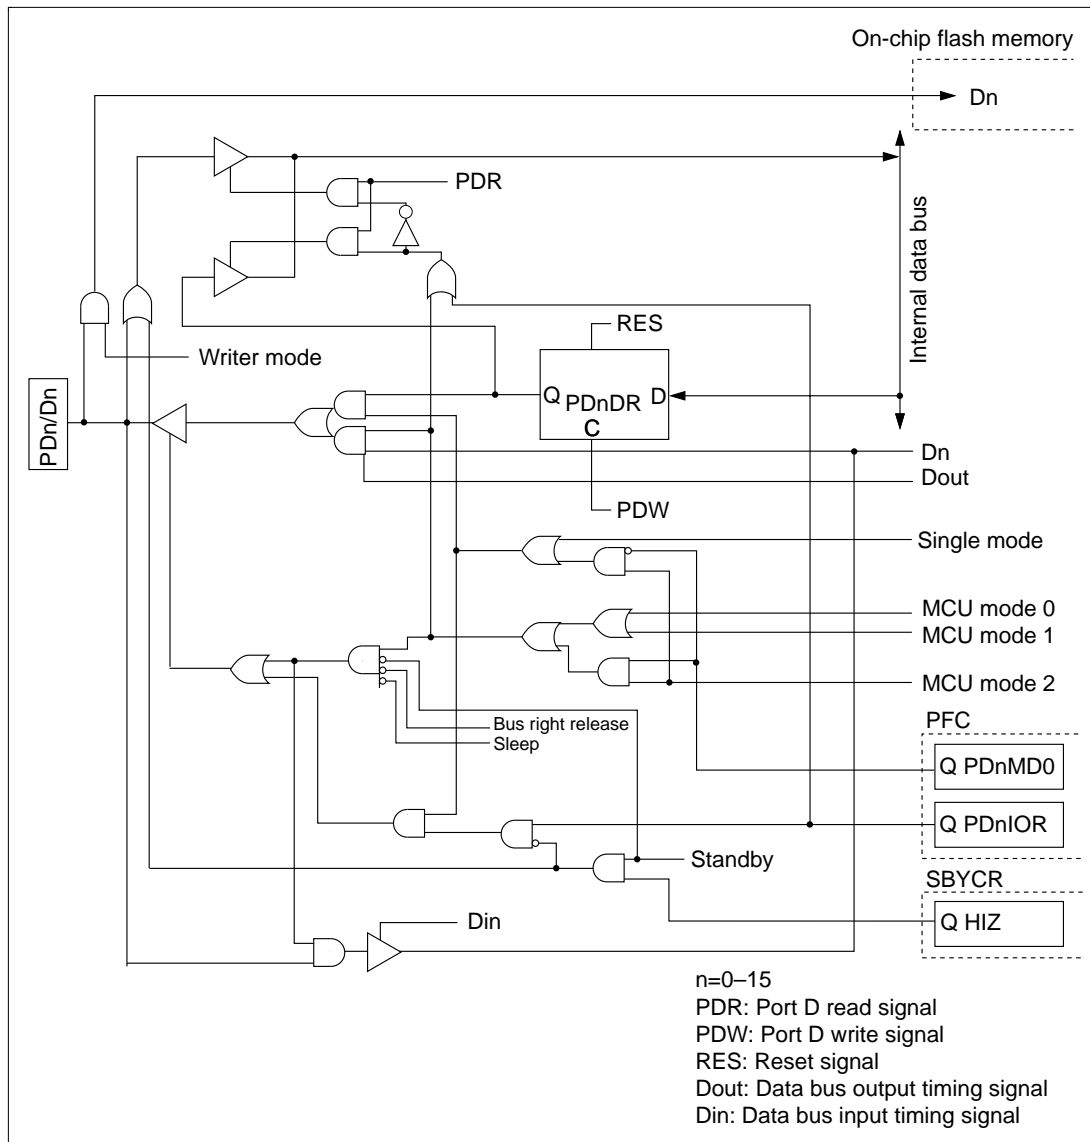 On-chip flash memory
Dn
PDR
Internal data bus
RES
Writer mode
Q
PDnDR
D
C
PDn/Dn
Dn
Dout
PDW
Single mode
MCU mode 0
MCU mode 1
MCU mode 2
PFC
Bus right release
Sleep
Q PDnMD0
Q PDnIOR
Standby
SBYCR
Din
Q HIZ
n=0–15
PDR: Port D read signal
PDW: Port D write signal
RES: Reset signal
Dout: Data bus output timing signal
Din: Data bus input timing signal